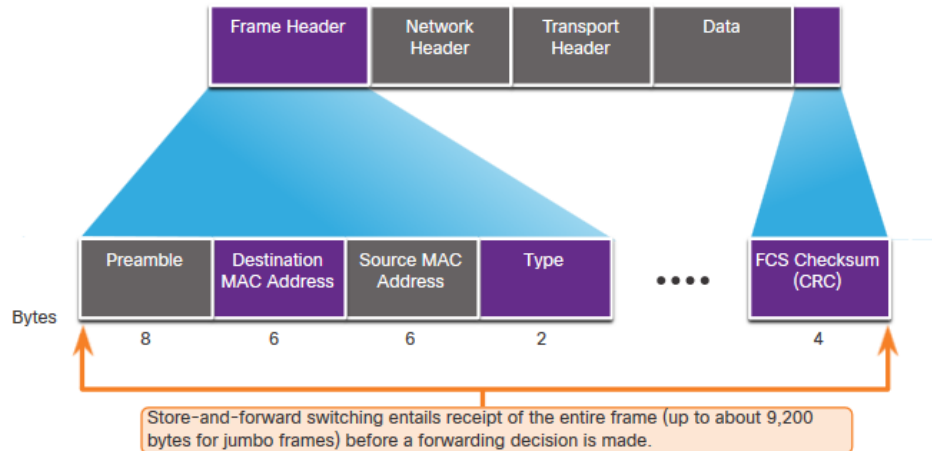 Frame Header
Network
Header
Transport
Header
Data
Preamble
Destination
MAC Address
Source MAC
Address
Type
••••
FCS Checksum
(CRC)
Bytes
8
6
6
2
4
Store-and-forward switching entails receipt of the entire frame (up to about 9,200
bytes for jumbo frames) before a forwarding decision is made.